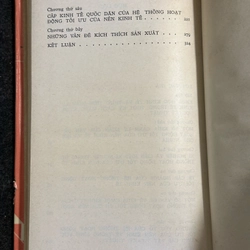 Chương thứ sáu
CẤP KINH TẾ QUỐC DÂN CỦA HỆ THỐNG HOẠT
ĐỘNG TỐI ƯU CỦA NỀN KINH TẾ
Chương thứ bảy
NHỮNG VẤN ĐỀ KÍCH THÍCH SẢN XUẤT
KẾT LUẬN